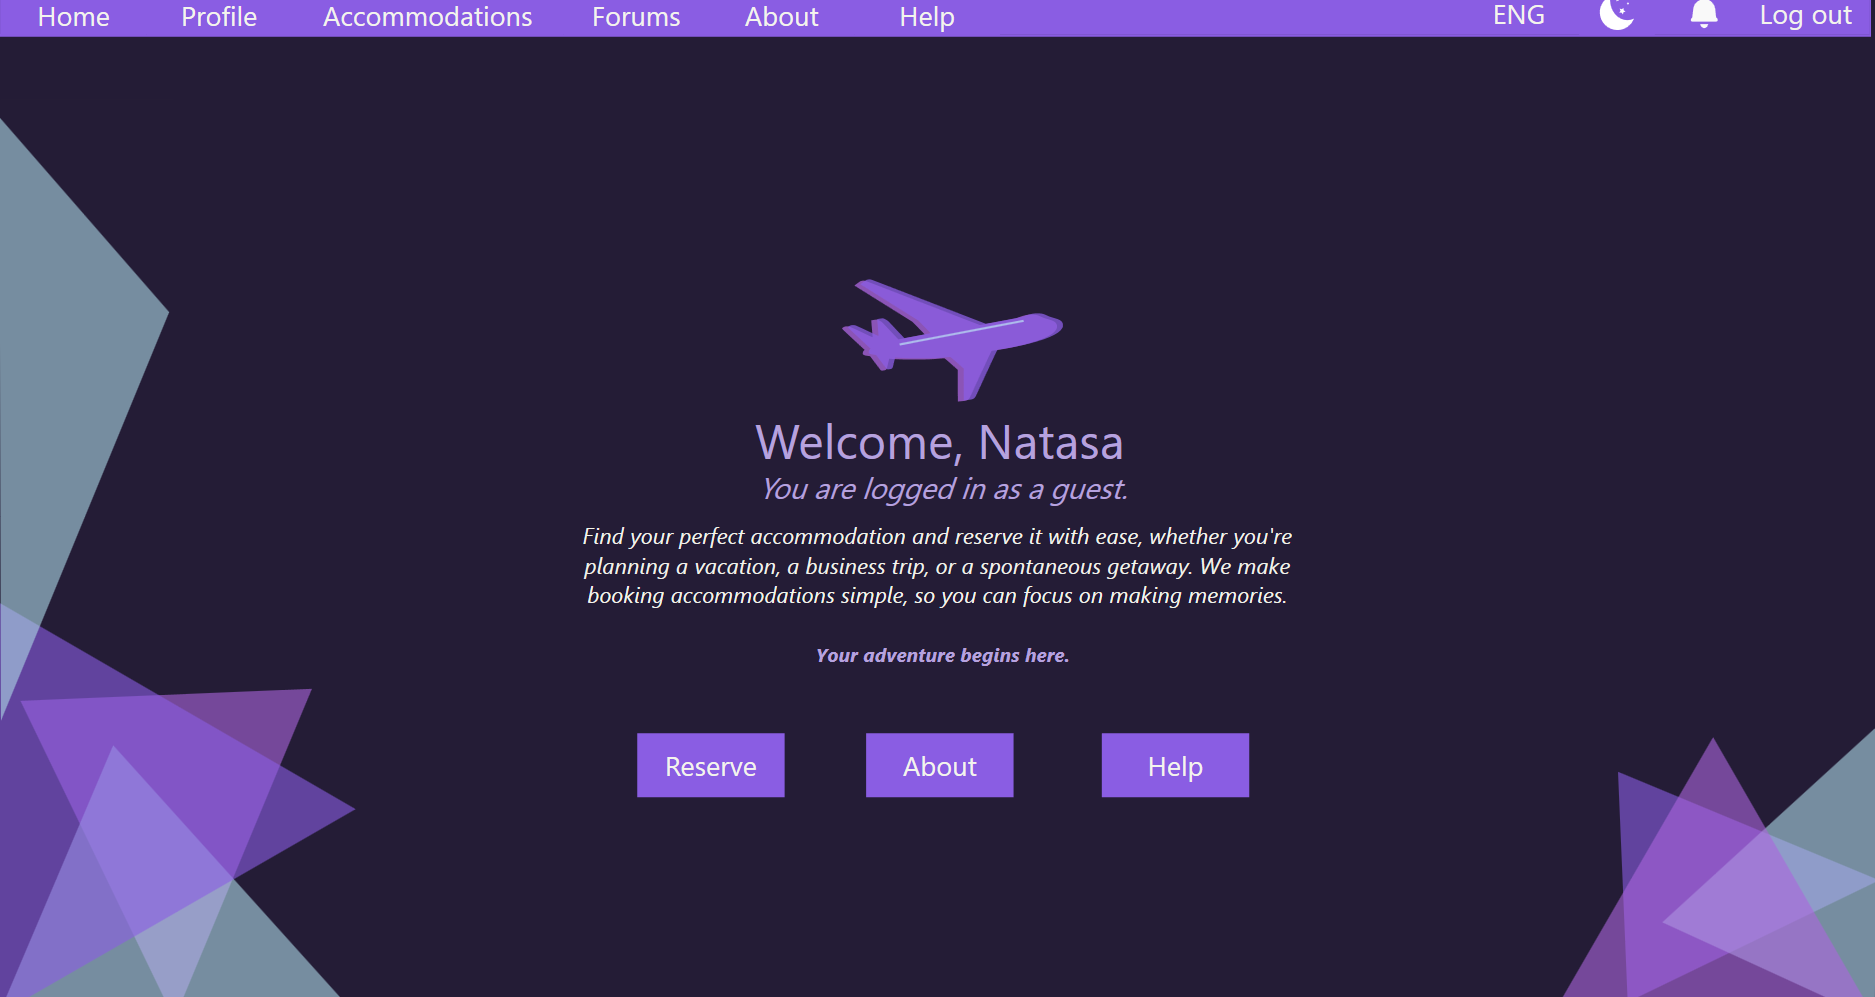 Home Profile Accommodations Forums About Help ENG Log out
Welcome, Natasa
You are logged in as a guest.
Find your perfect accommodation and reserve it with ease, whether you're
planning a vacation, a business trip, or a spontaneous getaway. We make
booking accommodations simple, so you can focus on making memories.
Your adventure begins here.
Reserve About Help